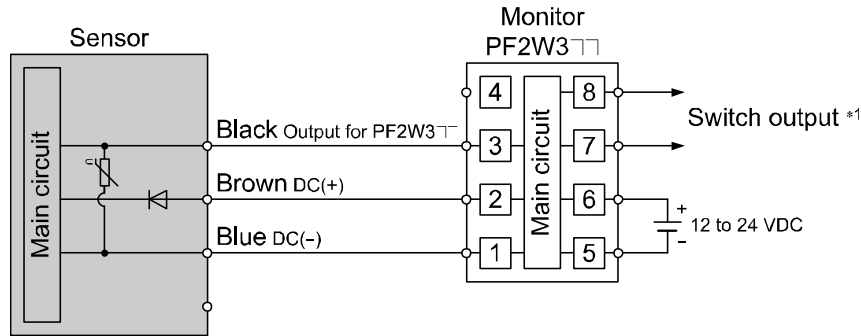 Monitor
PF2W3□□
Sensor
Main circuit
Black Output for PF2W3□□
Brown DC(+)
Blue DC(-)
U
4
3
2
1
Main circuit
8
7
6
5
Switch output *1
+
-
12 to 24 VDC